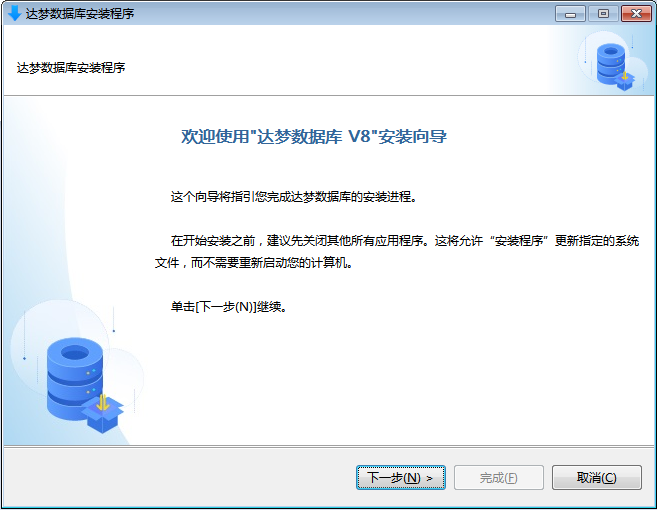 达梦数据库安装程序
达梦数据库安装程序
欢迎使用"达梦数据库 V8"安装向导
这个向导将指引您完成达梦数据库的安装进程。
在开始安装之前，建议先关闭其他所有应用程序。这将允许“安装程序”更新指定的系统
文件，而不需要重新启动您的计算机。
单击[下一步(N)]继续。
下一步(N) >
完成(F)
取消(C)